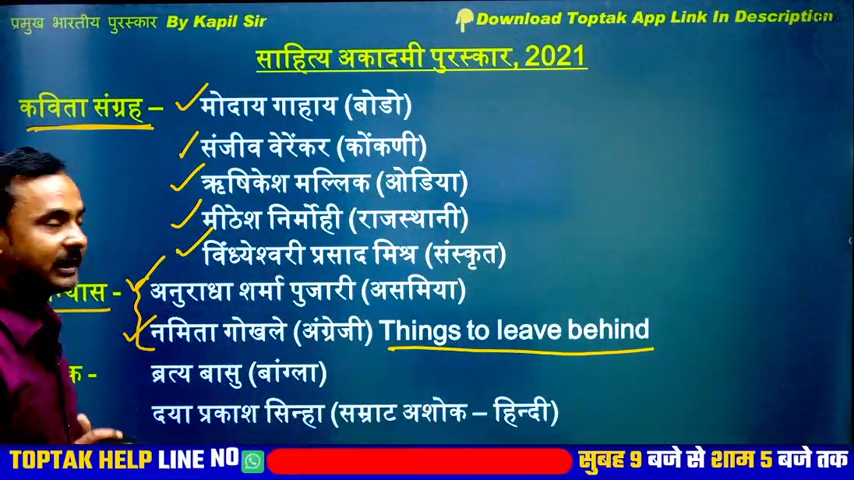 प्रमुख भारतीय पुरस्कार By Kapil Sir
Download Toptak App Link In Description
साहित्य अकादमी पुरस्कार, 2021
कविता संग्रह – मोदाय गाहाय (बोडो)
संजीव वेरेंकर (कोंकणी)
ऋषिकेश मल्लिक (ओडिया)
मीठेश निर्मोही (राजस्थानी)
विंध्येश्वरी प्रसाद मिश्र (संस्कृत)
- अनुराधा शर्मा पुजारी (असमिया)
नमिता गोखले (अंग्रेजी) Things to leave behind
- ब्रत्य बासु (बांग्ला)
दया प्रकाश सिन्हा (सम्राट अशोक – हिन्दी)
TOPTAK HELP LINE NO सुबह 9 बजे से शाम 5 बजे तक